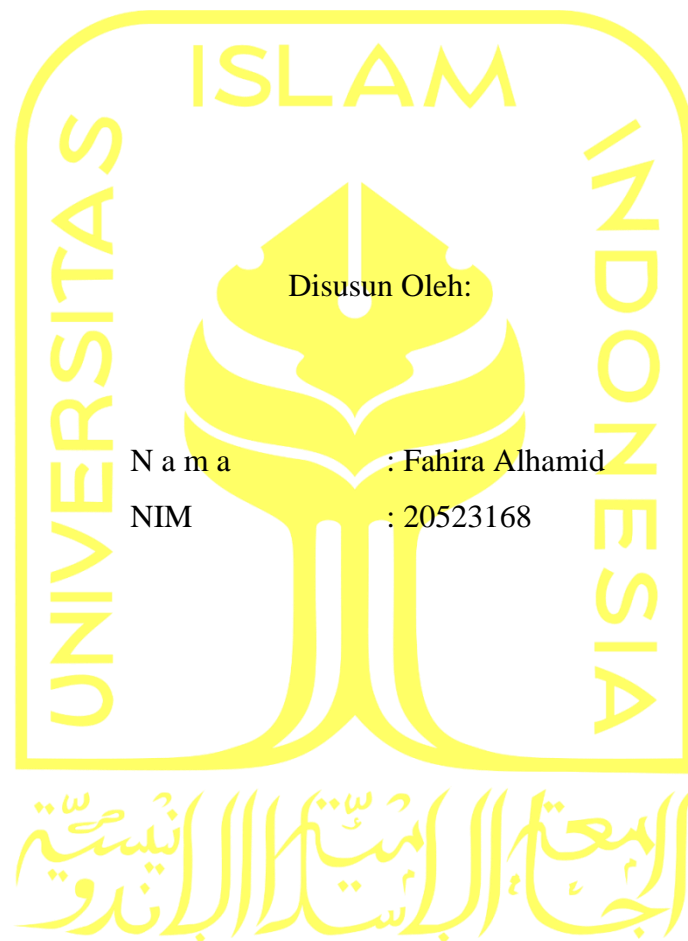 UNIVERSITAS
ISLAM
INDONESIA
Disusun Oleh:
N a m a : Fahira Alhamid
NIM : 20523168
الجامعة الإسلامية الإندونيسية